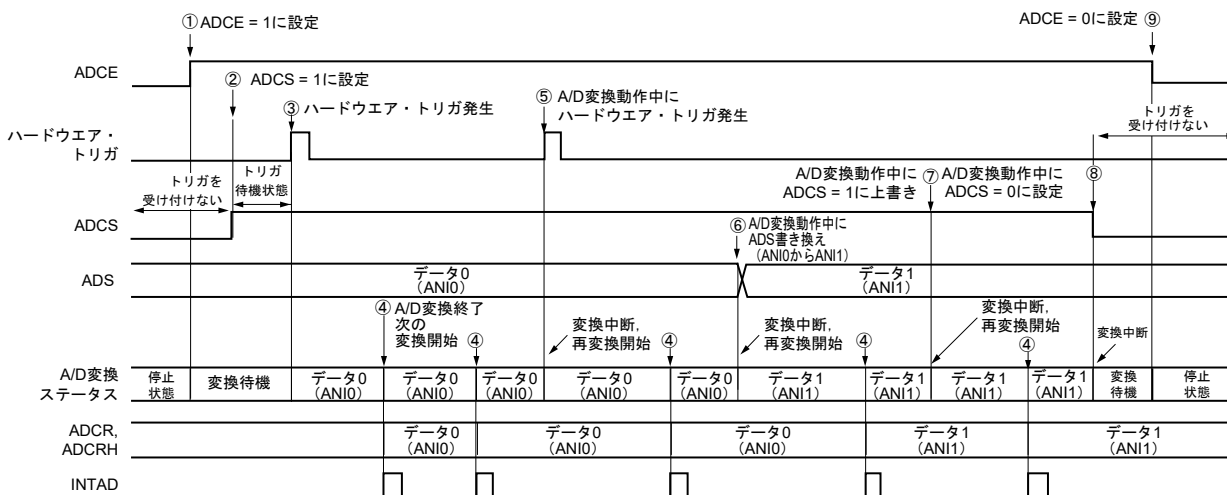 ① ADCE = 1に設定
ADCE = 0に設定 ⑨
ADCE
② ADCS = 1に設定
③ ハードウエア・トリガ発生
⑤ A/D変換動作中に
ハードウエア・トリガ発生
トリガを
受け付けない
ハードウエア・
トリガ
トリガを
受け付けない
トリガ
待機状態
A/D変換動作中に
ADCS = 1に上書き
⑦
A/D変換動作中に
ADCS = 0に設定
⑧
ADCS
⑥ A/D変換動作中に
ADS書き換え
(ANI0からANI1)
ADS
データ0
(ANI0)
データ1
(ANI1)
④ A/D変換終了
次の
変換開始
④
変換中断,
再変換開始
④
変換中断,
再変換開始
④
変換中断,
再変換開始
④
変換中断
A/D変換
ステータス
停止
状態
変換待機
データ0
(ANI0)
データ0
(ANI0)
データ0
(ANI0)
データ0
(ANI0)
データ0
(ANI0)
データ1
(ANI1)
データ1
(ANI1)
データ1
(ANI1)
データ1
(ANI1)
変換
待機
停止
状態
ADCR,
ADCRH
データ0
(ANI0)
データ0
(ANI0)
データ0
(ANI0)
データ1
(ANI1)
データ1
(ANI1)
INTAD